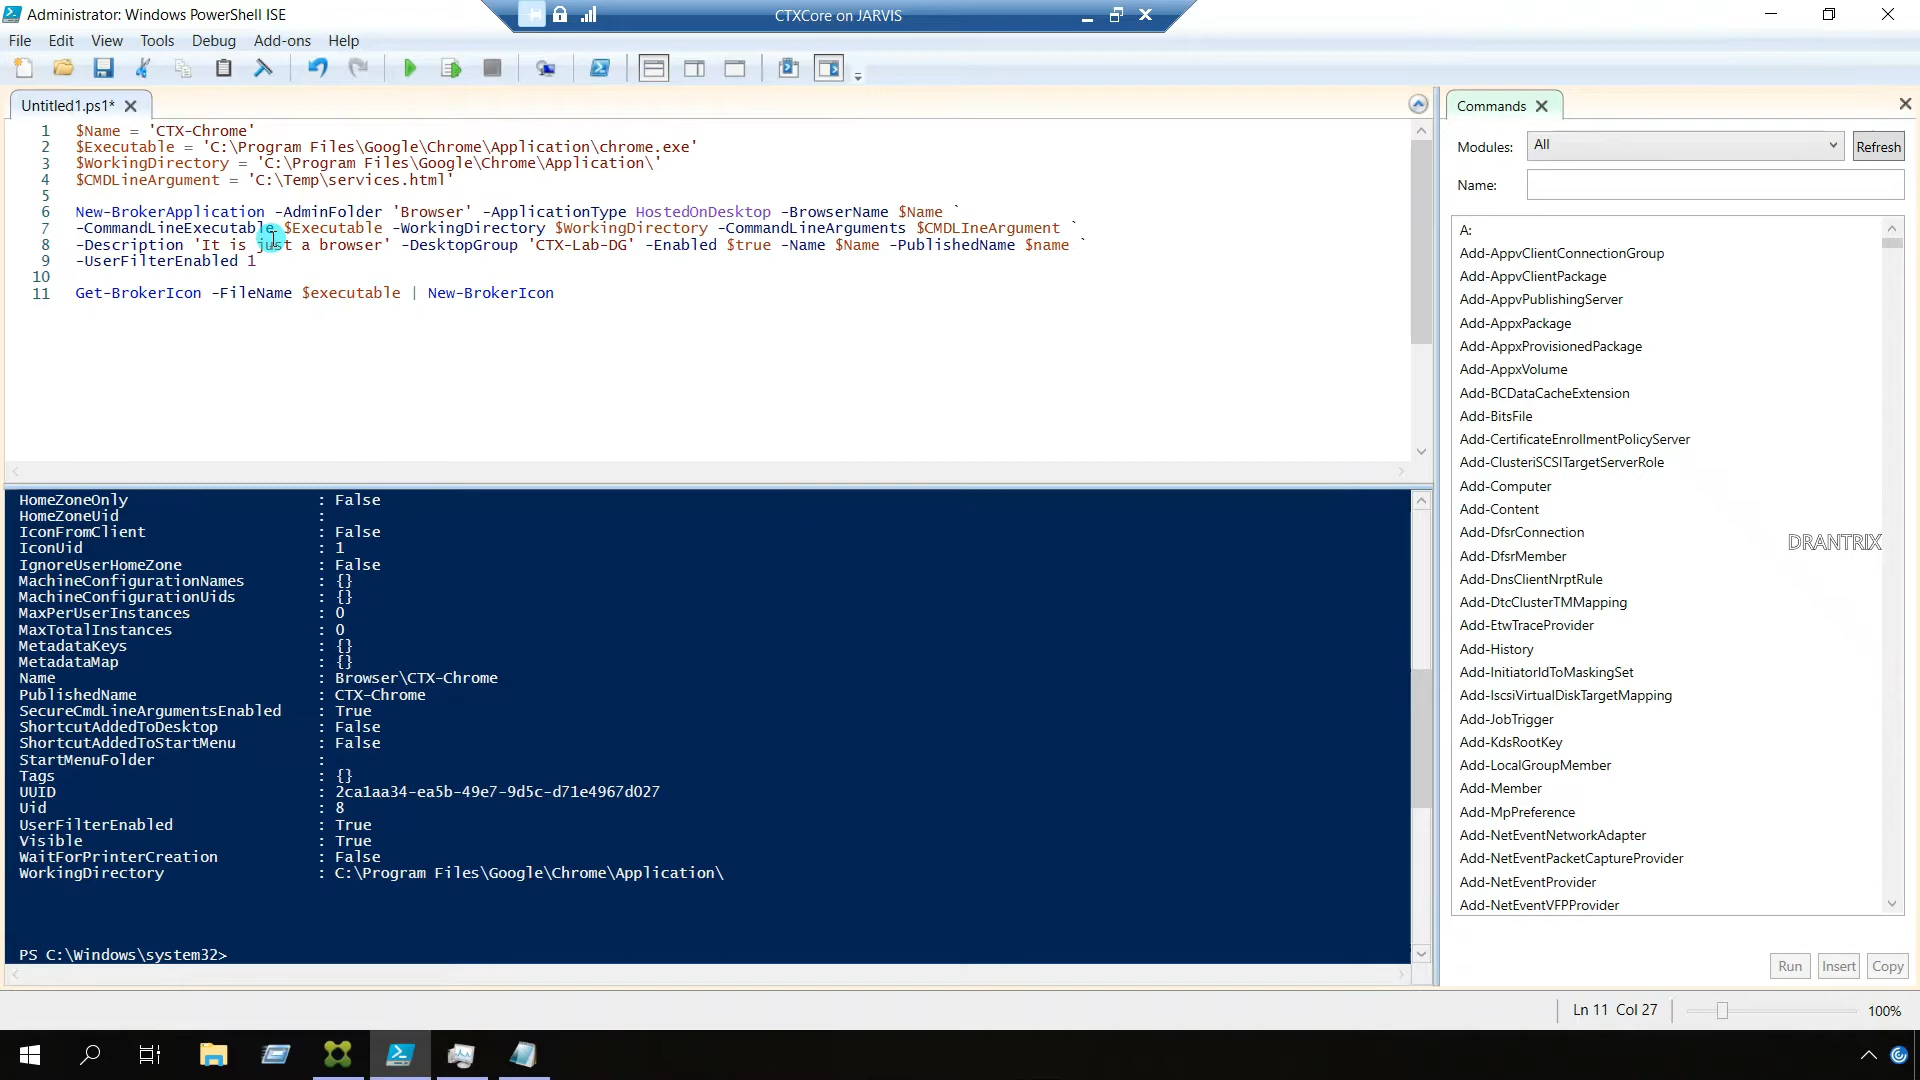 Administrator: Windows PowerShell ISE
CTXCore on JARVIS
File Edit View Tools Debug Add-ons Help
Untitled1.ps1*
1 $Name = 'CTX-Chrome'
2 $Executable = 'C:\Program Files\Google\Chrome\Application\chrome.exe'
3 $WorkingDirectory = 'C:\Program Files\Google\Chrome\Application\'
4 $CMDLineArgument = 'C:\Temp\services.html'
5
6 New-BrokerApplication -AdminFolder 'Browser' -ApplicationType HostedOnDesktop -BrowserName $Name `
7 -CommandLineExecutable $Executable -WorkingDirectory $WorkingDirectory -CommandLineArguments $CMDLIneArgument `
8 -Description 'It is just a browser' -DesktopGroup 'CTX-Lab-DG' -Enabled $true -Name $Name -PublishedName $name `
9 -UserFilterEnabled 1
10
11 Get-BrokerIcon -FileName $executable | New-BrokerIcon
HomeZoneOnly : False
HomeZoneUid :
IconFromClient : False
IconUid : 1
IgnoreUserHomeZone : False
MachineConfigurationNames : {}
MachineConfigurationUids : {}
MaxPerUserInstances : 0
MaxTotalInstances : 0
MetadataKeys : {}
MetadataMap : {}
Name : Browser\CTX-Chrome
PublishedName : CTX-Chrome
SecureCmdLineArgumentsEnabled : True
ShortcutAddedToDesktop : False
ShortcutAddedToStartMenu : False
StartMenuFolder :
Tags : {}
UUID : 2ca1aa34-ea5b-49e7-9d5c-d71e4967d027
Uid : 8
UserFilterEnabled : True
Visible : True
WaitForPrinterCreation : False
WorkingDirectory : C:\Program Files\Google\Chrome\Application\
PS C:\Windows\system32>
Commands
Modules: All Refresh
Name:
A:
Add-AppvClientConnectionGroup
Add-AppvClientPackage
Add-AppvPublishingServer
Add-AppxPackage
Add-AppxProvisionedPackage
Add-AppxVolume
Add-BCDataCacheExtension
Add-BitsFile
Add-CertificateEnrollmentPolicyServer
Add-ClusteriSCSITargetServerRole
Add-Computer
Add-Content
Add-DfsrConnection
Add-DfsrMember
Add-DnsClientNrptRule
Add-DtcClusterTMMapping
Add-EtwTraceProvider
Add-History
Add-InitiatorIdToMaskingSet
Add-IscsiVirtualDiskTargetMapping
Add-JobTrigger
Add-KdsRootKey
Add-LocalGroupMember
Add-Member
Add-MpPreference
Add-NetEventNetworkAdapter
Add-NetEventPacketCaptureProvider
Add-NetEventProvider
Add-NetEventVFPProvider
DRANTRIX
Run Insert Copy
Ln 11 Col 27 100%